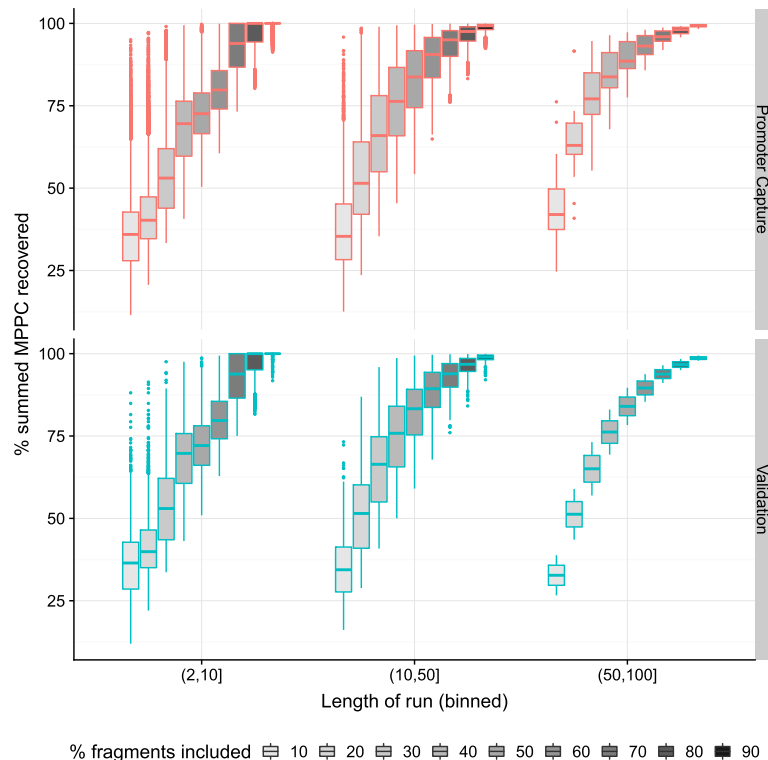 100
75
50
25
Promoter Capture
% summed MPPC recovered
100
75
50
25
Validation
(2,10]
(10,50]
(50,100]
Length of run (binned)
% fragments included 10 20 30 40 50 60 70 80 90